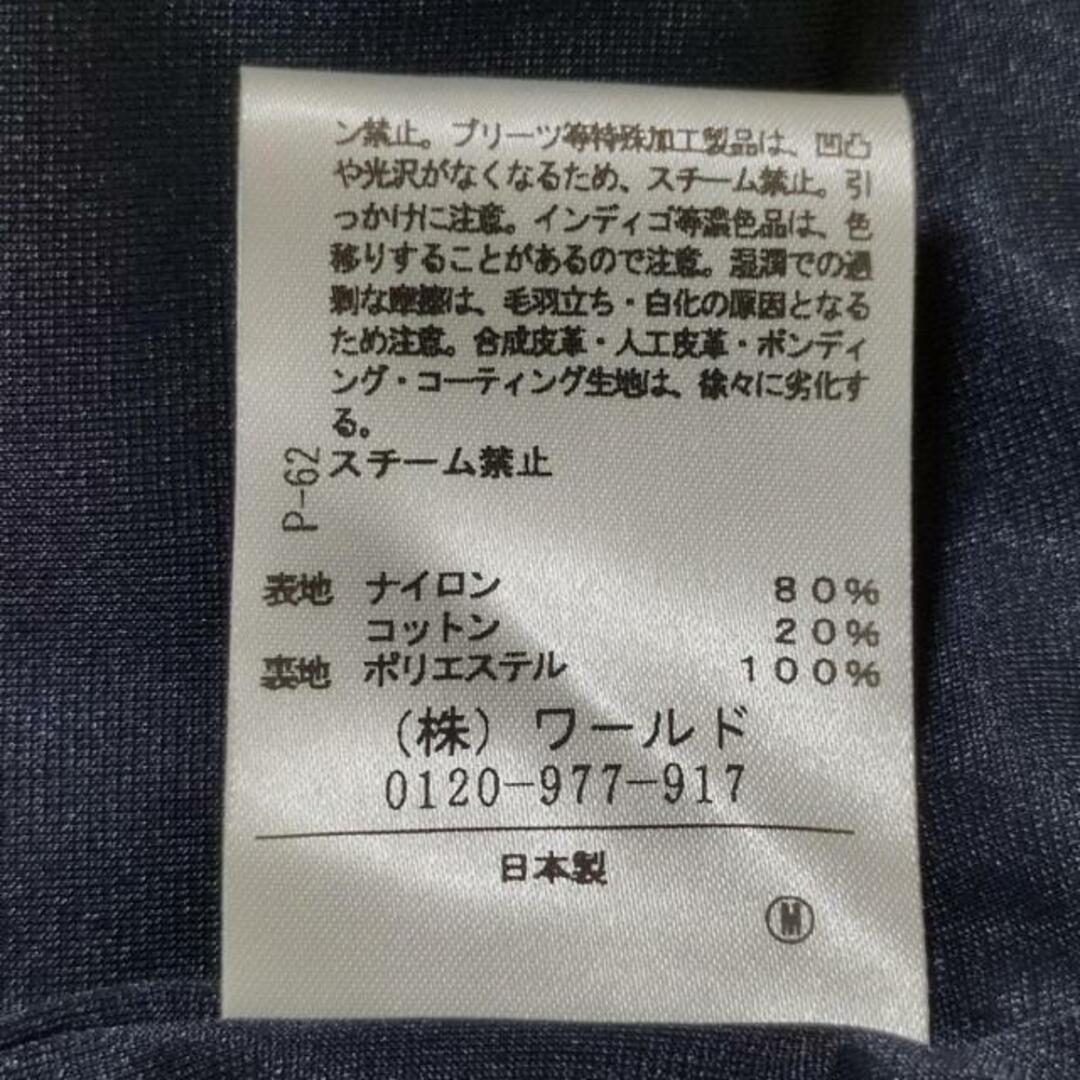 ン禁止。プリーツ等特殊加工製品は、凹凸
や光沢がなくなるため、スチーム禁止。引
っかけに注意。インディゴ等濃色品は、色
移りすることがあるので注意。湿潤での過
剰な摩擦は、毛羽立ち・白化の原因となる
ため注意。合成皮革・人工皮革・ボンディ
ング・コーティング生地は、徐々に劣化す
る。
スチーム禁止
P-62
表地 ナイロン 80%
コットン 20%
裏地 ポリエステル 100%
(株) ワールド
0120-977-917
日本製
Ⓜ